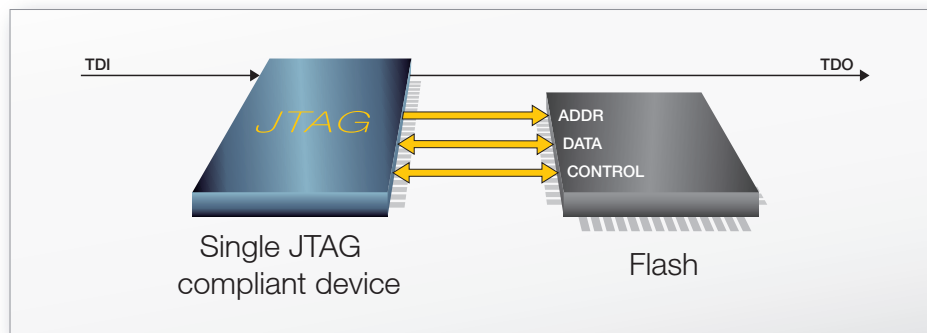 TDI
TDO
JTAG
ADDR
DATA
CONTROL
Single JTAG
compliant device
Flash